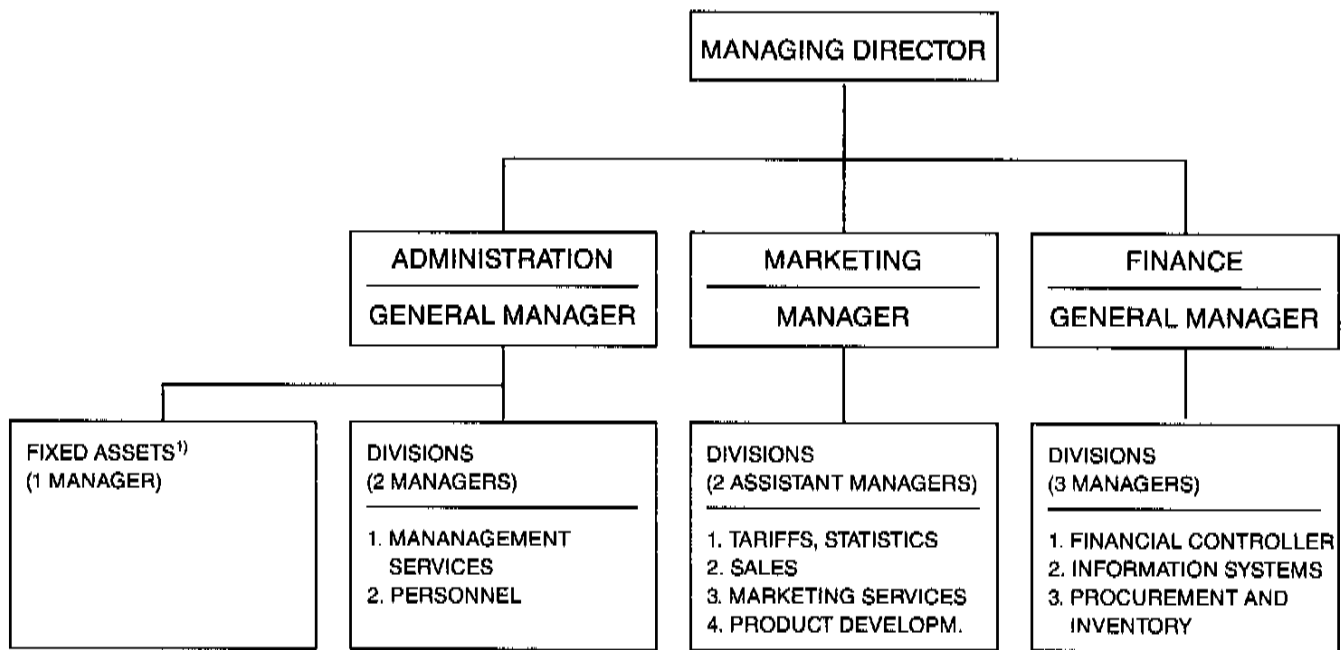 MANAGING DIRECTOR
ADMINISTRATION
GENERAL MANAGER
MARKETING
MANAGER
FINANCE
GENERAL MANAGER
FIXED ASSETS¹⁾
(1 MANAGER)
DIVISIONS
(2 MANAGERS)
1. MANANAGEMENT
SERVICES
2. PERSONNEL
DIVISIONS
(2 ASSISTANT MANAGERS)
1. TARIFFS, STATISTICS
2. SALES
3. MARKETING SERVICES
4. PRODUCT DEVELOPM.
DIVISIONS
(3 MANAGERS)
1. FINANCIAL CONTROLLER
2. INFORMATION SYSTEMS
3. PROCUREMENT AND
INVENTORY